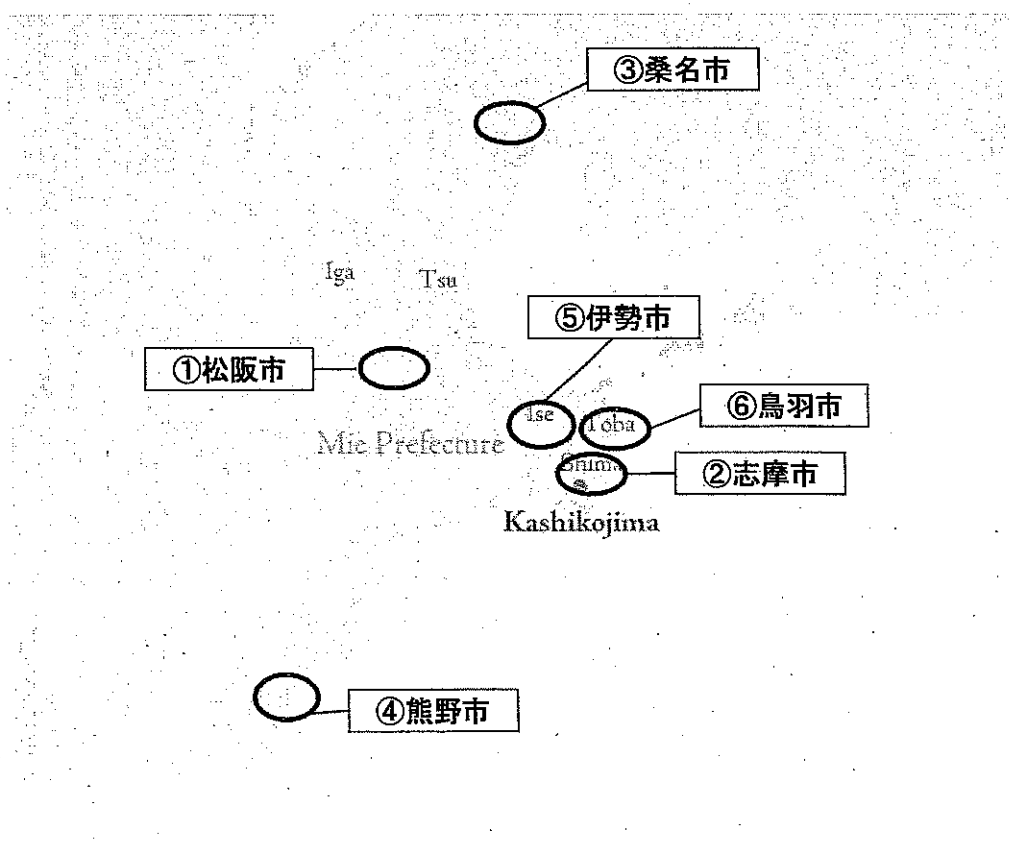 ③桑名市
Iga
Tsu
⑤伊勢市
①松阪市
Ise
Toba
⑥鳥羽市
Mie Prefecture
Shima
②志摩市
Kashikojima
④熊野市